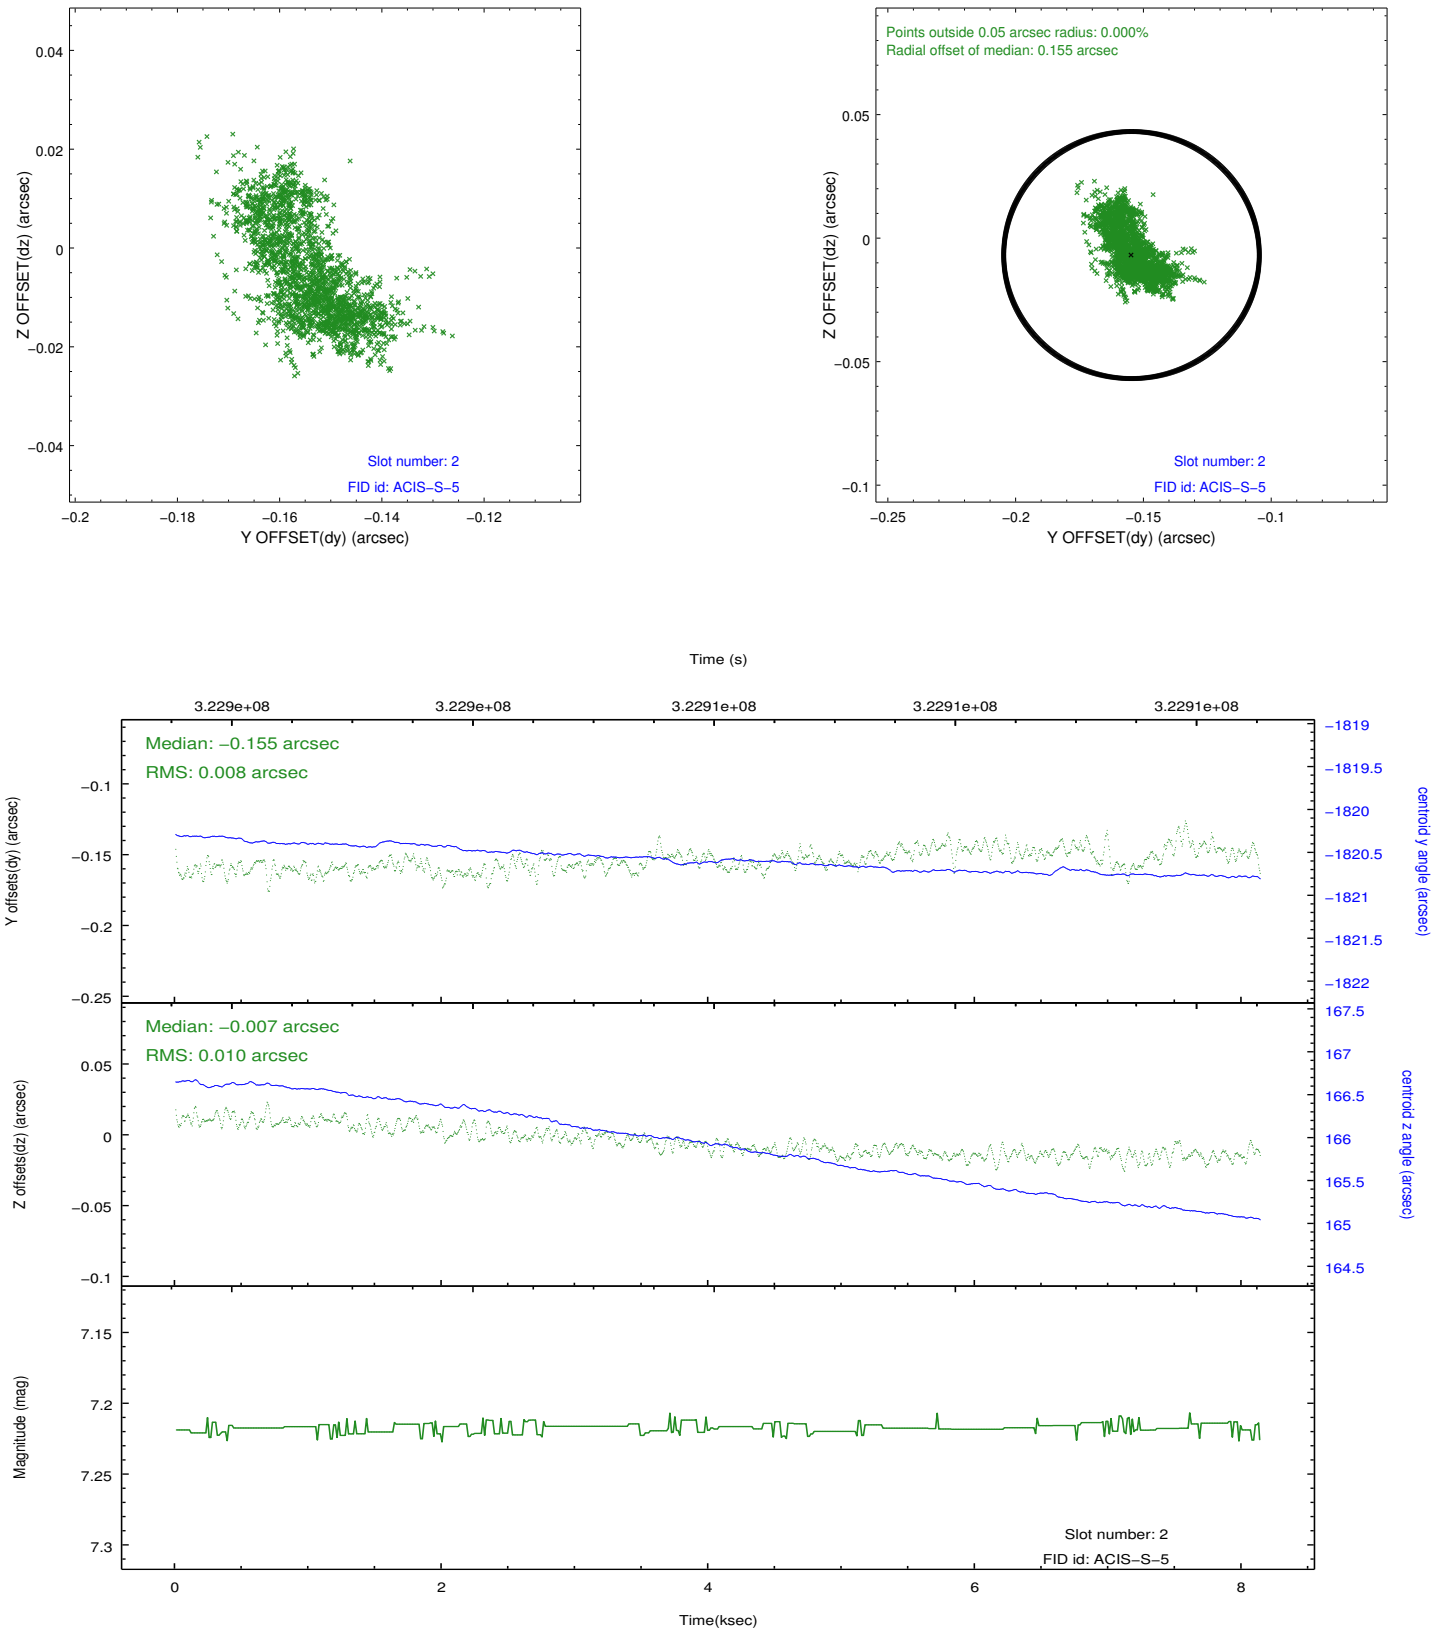 0.04
0.02
0
−0.02
−0.04
Z OFFSET(dz) (arcsec)
Slot number: 2
FID id: ACIS−S−5
−0.2 −0.18 −0.16 −0.14 −0.12
Y OFFSET(dy) (arcsec)
Points outside 0.05 arcsec radius: 0.000%
Radial offset of median: 0.155 arcsec
0.05
0
−0.05
−0.1
Z OFFSET(dz) (arcsec)
Slot number: 2
FID id: ACIS−S−5
−0.25 −0.2 −0.15 −0.1
Y OFFSET(dy) (arcsec)
Time (s)
3.229e+08 3.229e+08 3.2291e+08 3.2291e+08 3.2291e+08
Median: −0.155 arcsec
RMS: 0.008 arcsec
−0.1
−0.15
−0.2
−0.25
Y offsets(dy) (arcsec)
−1819
−1819.5
−1820
−1820.5
−1821
−1821.5
−1822
centroid y angle (arcsec)
Median: −0.007 arcsec
RMS: 0.010 arcsec
0.05
0
−0.05
−0.1
Z offsets(dz) (arcsec)
167.5
167
166.5
166
165.5
165
164.5
centroid z angle (arcsec)
7.15
7.2
7.25
7.3
Magnitude (mag)
Slot number: 2
FID id: ACIS−S−5
0 2 4 6 8
Time(ksec)